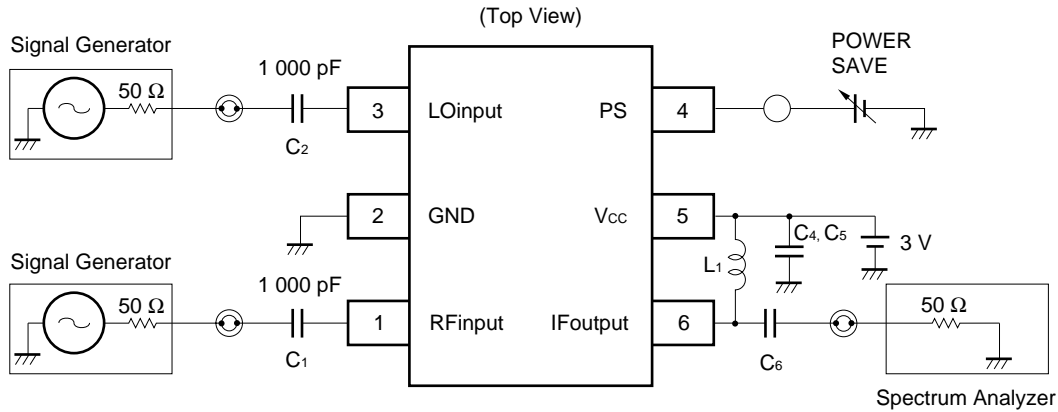 (Top View)
Signal Generator
50 Ω
1 000 pF
C2
3
LOinput
PS
4
POWER
SAVE
2
GND
VCC
5
C4, C5
3 V
L1
Signal Generator
50 Ω
1 000 pF
C1
1
RFinput
IFoutput
6
C6
50 Ω
Spectrum Analyzer